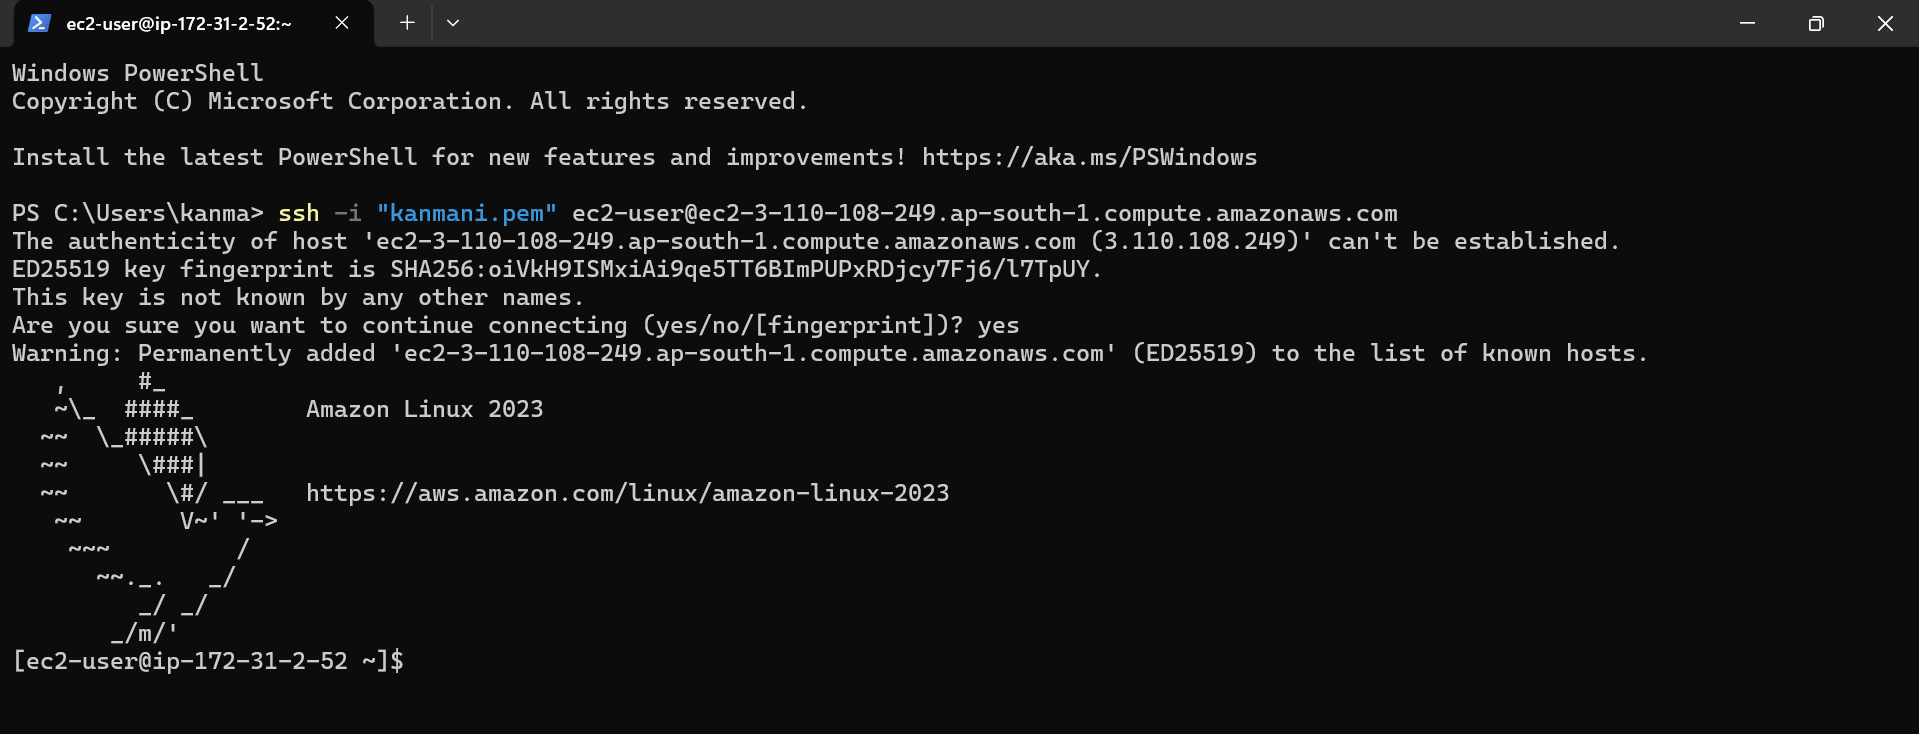 ec2-user@ip-172-31-2-52:~
Windows PowerShell
Copyright (C) Microsoft Corporation. All rights reserved.
Install the latest PowerShell for new features and improvements! https://aka.ms/PSWindows
PS C:\Users\kanma> ssh -i "kanmani.pem" ec2-user@ec2-3-110-108-249.ap-south-1.compute.amazonaws.com
The authenticity of host 'ec2-3-110-108-249.ap-south-1.compute.amazonaws.com (3.110.108.249)' can't be established.
ED25519 key fingerprint is SHA256:oiVkH9ISMxiAi9qe5TT6BImPUPxRDjcy7Fj6/l7TpUY.
This key is not known by any other names.
Are you sure you want to continue connecting (yes/no/[fingerprint])? yes
Warning: Permanently added 'ec2-3-110-108-249.ap-south-1.compute.amazonaws.com' (ED25519) to the list of known hosts.
   ,     #_
   ~\_  ####_        Amazon Linux 2023
  ~~  \_#####\
  ~~     \###|
  ~~       \#/ ___   https://aws.amazon.com/linux/amazon-linux-2023
   ~~       V~' '->
    ~~~         /
      ~~._.   _/
         _/ _/
       _/m/'
[ec2-user@ip-172-31-2-52 ~]$